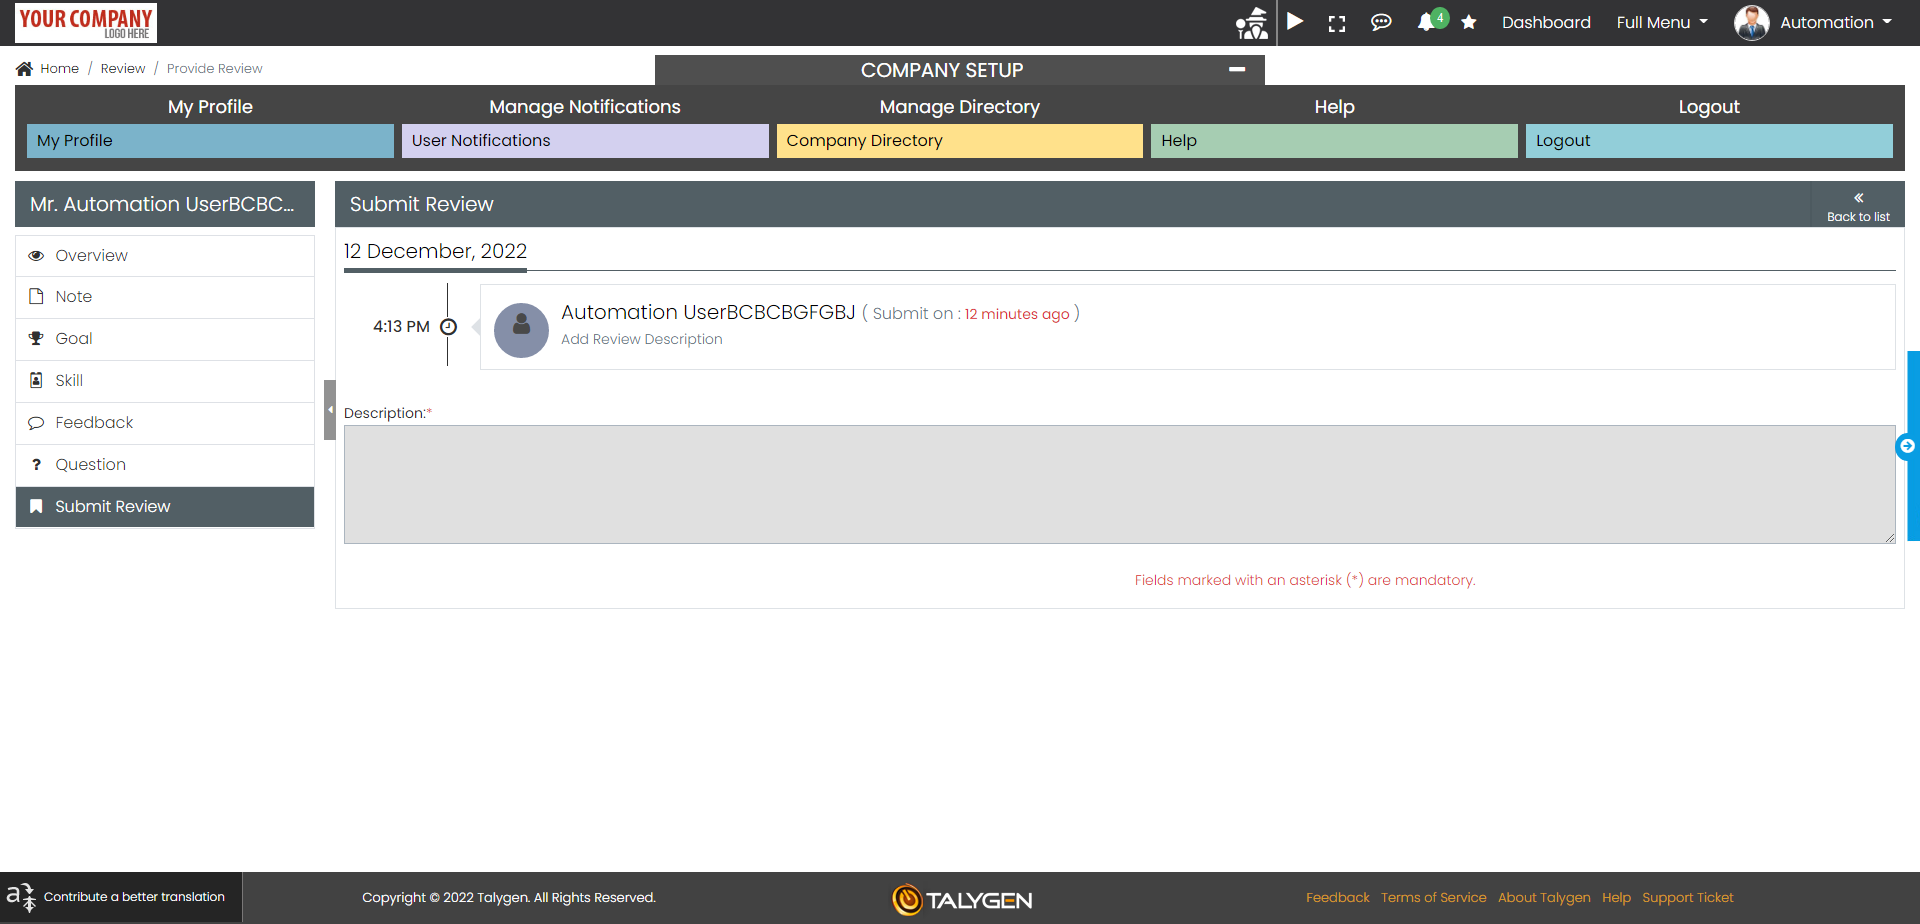 YOUR COMPANY
LOGO HERE
4
Dashboard
Full Menu
Automation
Home / Review / Provide Review
COMPANY SETUP
My Profile
Manage Notifications
Manage Directory
Help
Logout
My Profile
User Notifications
Company Directory
Help
Logout
Mr. Automation UserBCBC...
Overview
Note
Goal
Skill
Feedback
Question
Submit Review
Submit Review
Back to list
12 December, 2022
4:13 PM
Automation UserBCBCBGFGBJ ( Submit on : 12 minutes ago )
Add Review Description
Description:*
Fields marked with an asterisk (*) are mandatory.
Contribute a better translation
Copyright © 2022 Talygen. All Rights Reserved.
TALYGEN
Feedback Terms of Service About Talygen Help Support Ticket